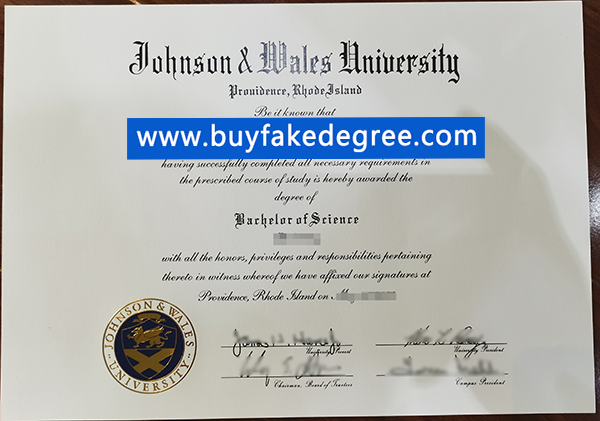 Johnson & Wales University
Providence, Rhode Island
Be it known that
www.buyfakedegree.com
having successfully completed all necessary requirements in
the prescribed course of study is hereby awarded the
degree of
Bachelor of Science
with all the honors, privileges and responsibilities pertaining
thereto in witness whereof we have affixed our signatures at
Providence, Rhode Island on May
University President
Chairman, Board of Trustees
University President
Campus President
JOHNSON & WALES
UNIVERSITY